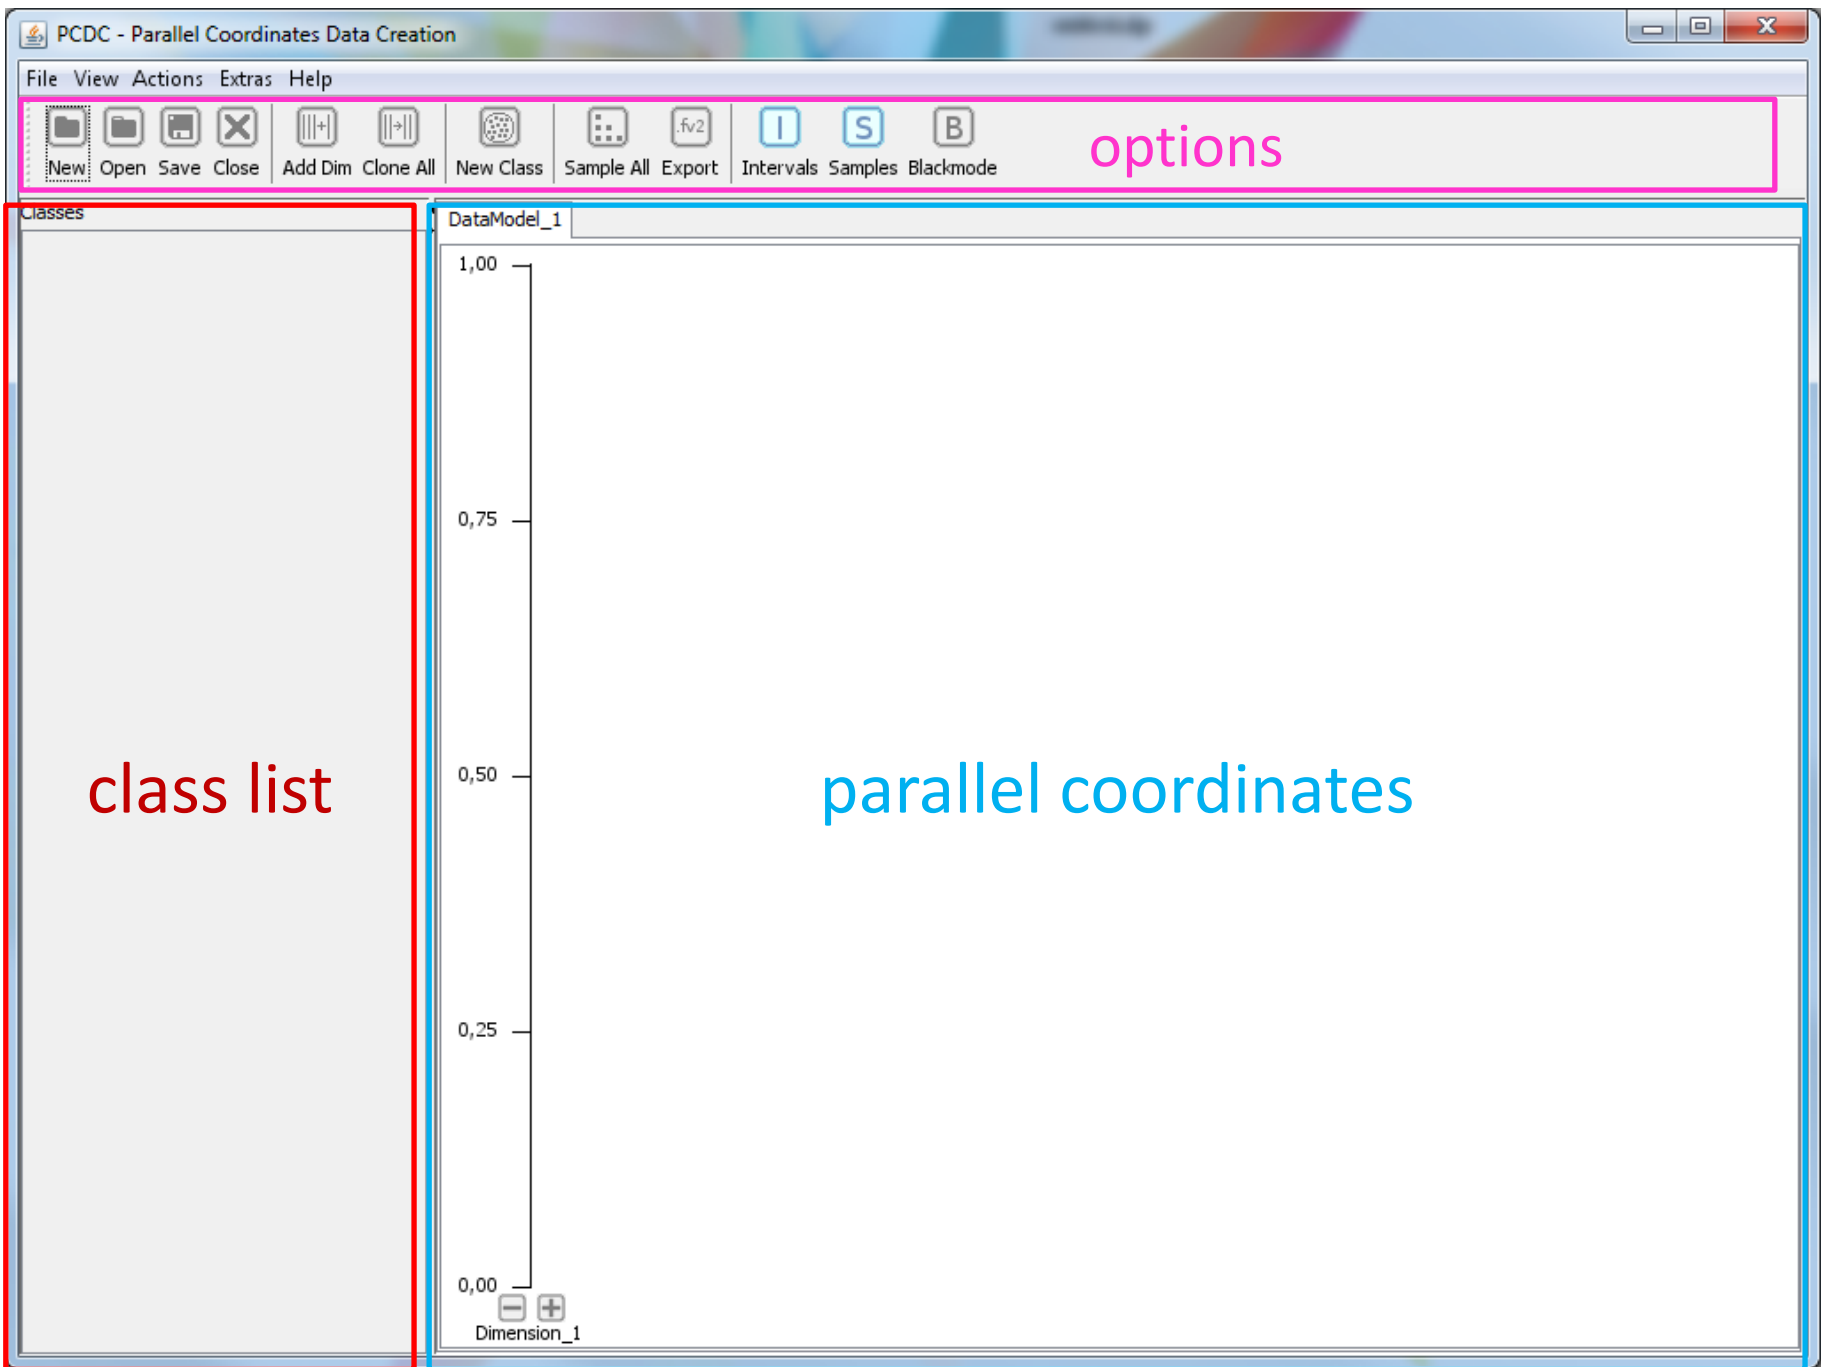 PCDC - Parallel Coordinates Data Creation
File View Actions Extras Help
.fv2 I S B
New Open Save Close Add Dim Clone All New Class Sample All Export Intervals Samples Blackmode
options
Classes
DataModel_1
1,00
0,75
class list
0,50
parallel coordinates
0,25
0,00
Dimension_1